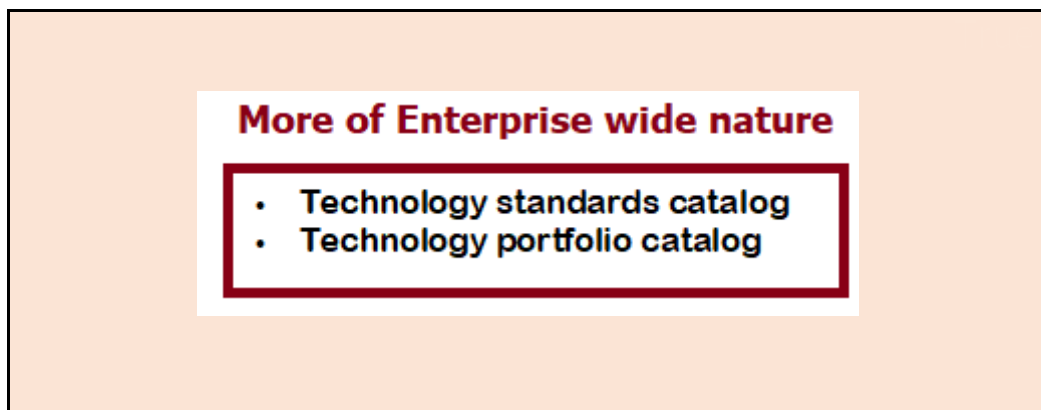 More of Enterprise wide nature
• Technology standards catalog
• Technology portfolio catalog